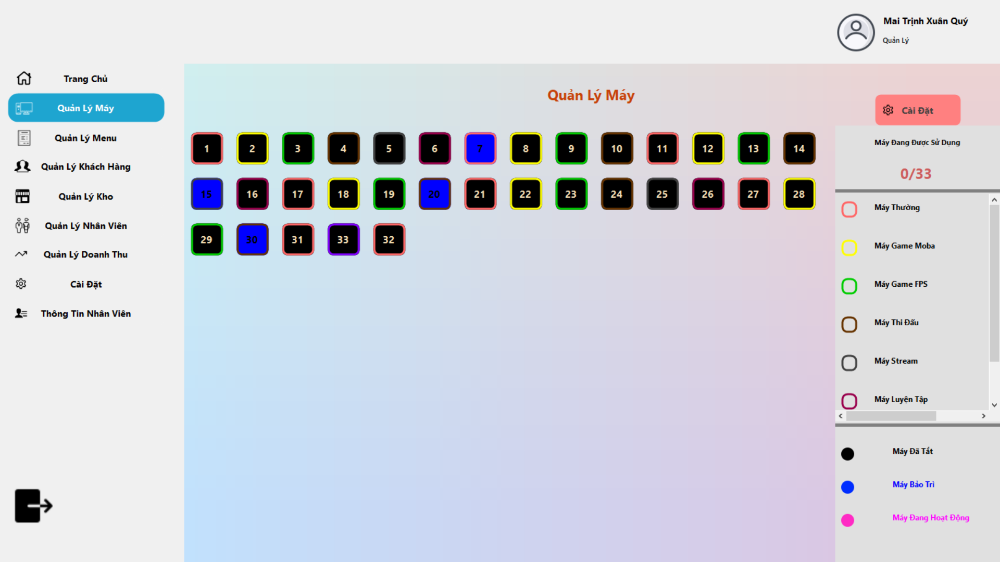 Mai Trịnh Xuân Quý
Quản Lý
Trang Chủ
Quản Lý Máy
Quản Lý Menu
Quản Lý Khách Hàng
Quản Lý Kho
Quản Lý Nhân Viên
Quản Lý Doanh Thu
Cài Đặt
Thông Tin Nhân Viên
Quản Lý Máy
1 2 3 4 5 6 7 8 9 10 11 12 13 14
15 16 17 18 19 20 21 22 23 24 25 26 27 28
29 30 31 33 32
Cài Đặt
Máy Đang Được Sử Dụng
0/33
Máy Thường
Máy Game Moba
Máy Game FPS
Máy Thi Đấu
Máy Stream
Máy Luyện Tập
Máy Đã Tắt
Máy Bảo Trì
Máy Đang Hoạt Động